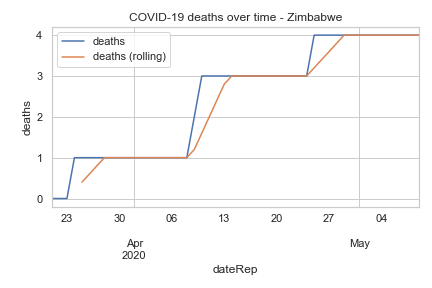 COVID-19 deaths over time - Zimbabwe
deaths
deaths (rolling)
4
3
2
1
0
deaths
23 30 06 13 20 27 04
Apr May
2020
dateRep